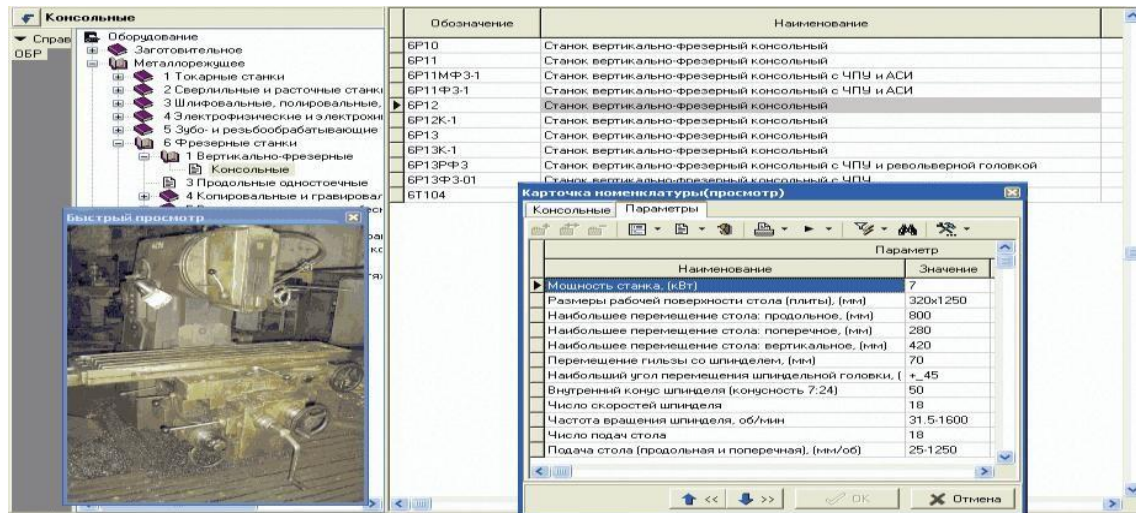 Консольные
Справ
ОБР
Оборудование
Заготовительное
Металлорежущее
1 Токарные станки
2 Сверлильные и расточные станки
3 Шлифовальные, полировальные,
4 Электрофизические и электрохи
5 Зубо- и резьбообрабатывающие
6 Фрезерные станки
1 Вертикально-фрезерные
Консольные
3 Продольные одностоечные
4 Копировальные и гравировал
Обозначение Наименование
6Р10 Станок вертикально-фрезерный консольный
6Р11 Станок вертикально-фрезерный консольный
6Р11МФ3-1 Станок вертикально-фрезерный консольный с ЧПУ и АСИ
6Р11Ф3-1 Станок вертикально-фрезерный консольный с ЧПУ и АСИ
6Р12 Станок вертикально-фрезерный консольный
6Р12К-1 Станок вертикально-фрезерный консольный
6Р13 Станок вертикально-фрезерный консольный
6Р13К-1 Станок вертикально-фрезерный консольный
6Р13РФ3 Станок вертикально-фрезерный консольный с ЧПУ и револьверной головкой
6Р13Ф3-01 Станок вертикально-фрезерный консольный с ЧПУ
6Т104
Быстрый просмотр
Карточка номенклатуры(просмотр)
Консольные Параметры
Параметр
Наименование Значение
Мощность станка, (кВт) 7
Размеры рабочей поверхности стола (плиты), (мм) 320х1250
Наибольшее перемещение стола: продольное, (мм) 800
Наибольшее перемещение стола: поперечное, (мм) 280
Наибольшее перемещение стола: вертикальное, (мм) 420
Перемещение гильзы со шпинделем, (мм) 70
Наибольший угол перемещения шпиндельной головки, ( +_45
Внутренний конус шпинделя (конусность 7:24) 50
Число скоростей шпинделя 18
Частота вращения шпинделя, об/мин 31.5-1600
Число подач стола 18
Подача стола (продольная и поперечная), (мм/об) 25-1250
<< >> OK Отмена